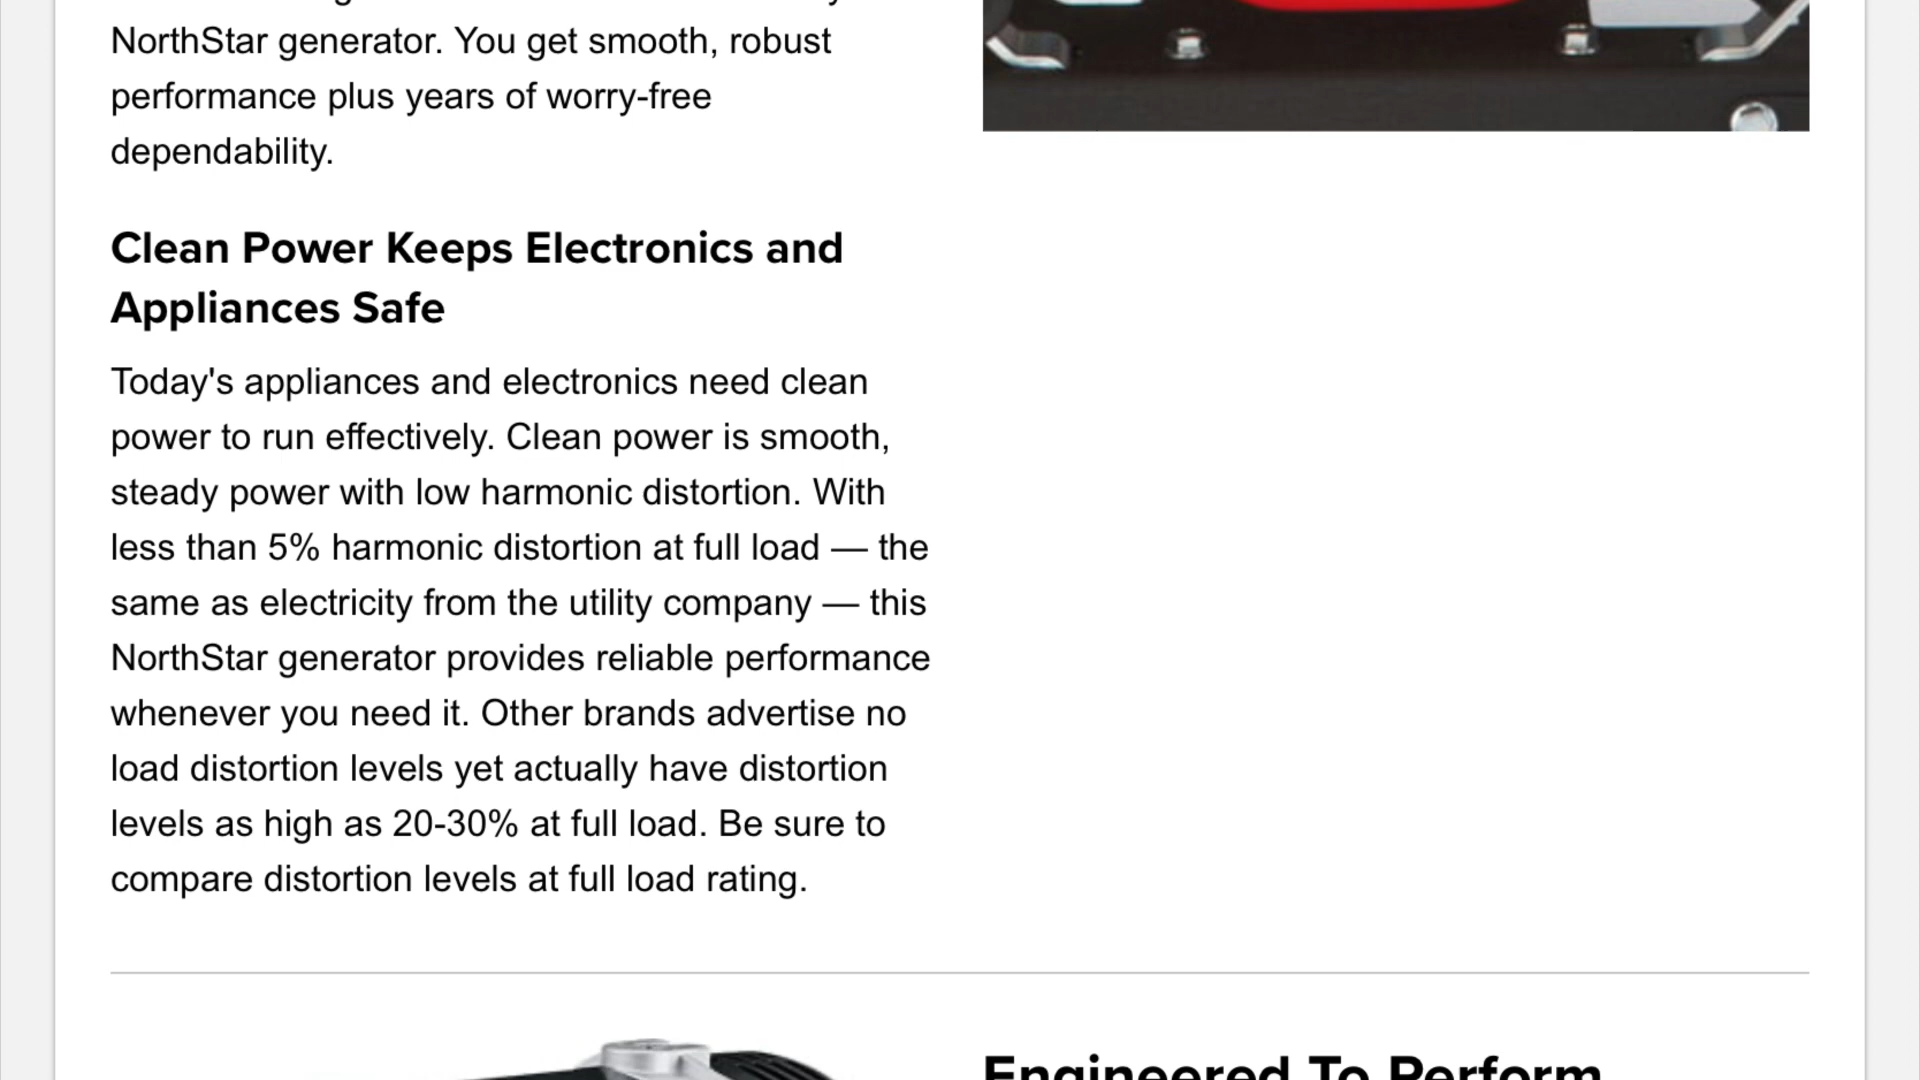 NorthStar generator. You get smooth, robust
performance plus years of worry-free
dependability.
Clean Power Keeps Electronics and
Appliances Safe
Today's appliances and electronics need clean
power to run effectively. Clean power is smooth,
steady power with low harmonic distortion. With
less than 5% harmonic distortion at full load — the
same as electricity from the utility company — this
NorthStar generator provides reliable performance
whenever you need it. Other brands advertise no
load distortion levels yet actually have distortion
levels as high as 20-30% at full load. Be sure to
compare distortion levels at full load rating.
Engineered To Perform